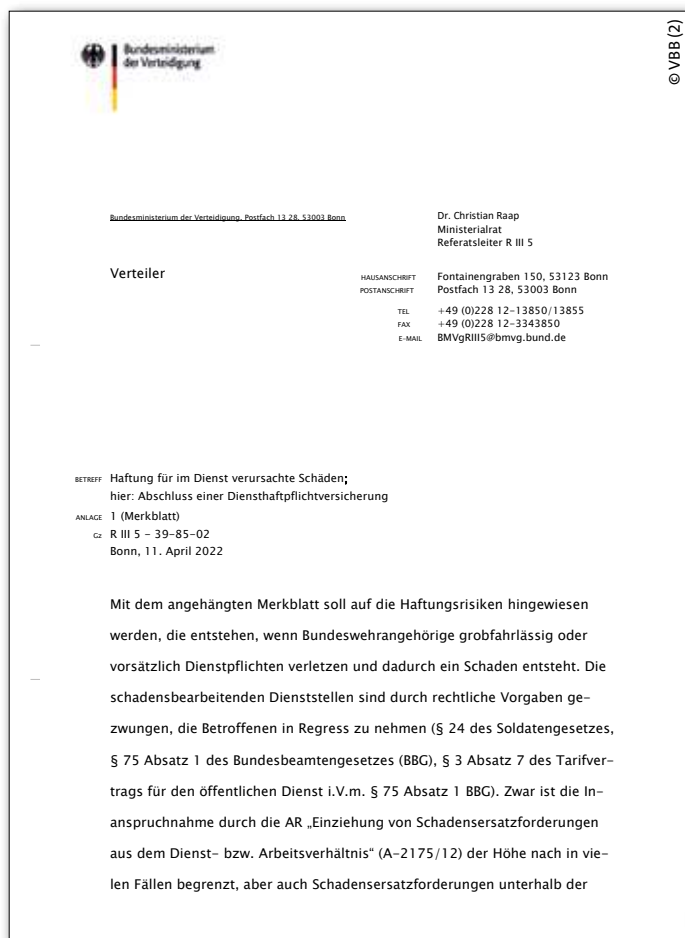 © VBB (2)
Bundesministerium
der Verteidigung
Bundesministerium der Verteidigung, Postfach 13 28, 53003 Bonn
Dr. Christian Raap
Ministerialrat
Referatsleiter R III 5
Verteiler
HAUSANSCHRIFT Fontainengraben 150, 53123 Bonn
POSTANSCHRIFT Postfach 13 28, 53003 Bonn
TEL +49 (0)228 12-13850/13855
FAX +49 (0)228 12-3343850
E-MAIL BMVgRIII5@bmvg.bund.de
BETREFF Haftung für im Dienst verursachte Schäden;
hier: Abschluss einer Diensthaftpflichtversicherung
ANLAGE 1 (Merkblatt)
Gz R III 5 - 39-85-02
Bonn, 11. April 2022
Mit dem angehängten Merkblatt soll auf die Haftungsrisiken hingewiesen
werden, die entstehen, wenn Bundeswehrangehörige grobfahrlässig oder
vorsätzlich Dienstpflichten verletzen und dadurch ein Schaden entsteht. Die
schadensbearbeitenden Dienststellen sind durch rechtliche Vorgaben ge-
zwungen, die Betroffenen in Regress zu nehmen (§ 24 des Soldatengesetzes,
§ 75 Absatz 1 des Bundesbeamtengesetzes (BBG), § 3 Absatz 7 des Tarifver-
trags für den öffentlichen Dienst i.V.m. § 75 Absatz 1 BBG). Zwar ist die In-
anspruchnahme durch die AR „Einziehung von Schadensersatzforderungen
aus dem Dienst- bzw. Arbeitsverhältnis“ (A-2175/12) der Höhe nach in vie-
len Fällen begrenzt, aber auch Schadensersatzforderungen unterhalb der